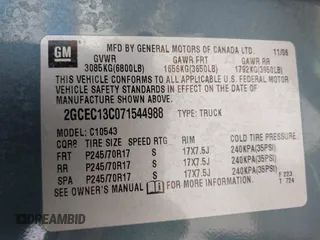 GM
MFD BY GENERAL MOTORS OF CANADA LTD. 11/06
GVWR GAWR FRT GAWR RR
3085KG(6800LB) 1656KG(3650LB) 1792KG(3950LB)
THIS VEHICLE CONFORMS TO ALL APPLICABLE U.S. FEDERAL MOTOR
VEHICLE SAFETY STANDARDS IN EFFECT ON THE DATE OF
MANUFACTURE SHOWN ABOVE.
2GCEC13C071544988 TYPE: TRUCK
MODEL: C10543
TIRE SIZE SPEED RTG RIM COLD TIRE PRESSURE
FRT P245/70R17 S 17X7.5J 240KPA(35PSI)
RR P245/70R17 S 17X7.5J 240KPA(35PSI)
SPA P245/70R17 S 17X7.5J 240KPA(35PSI)
SEE OWNER'S MANUAL FOR MORE INFORMATION.
DREAMBID